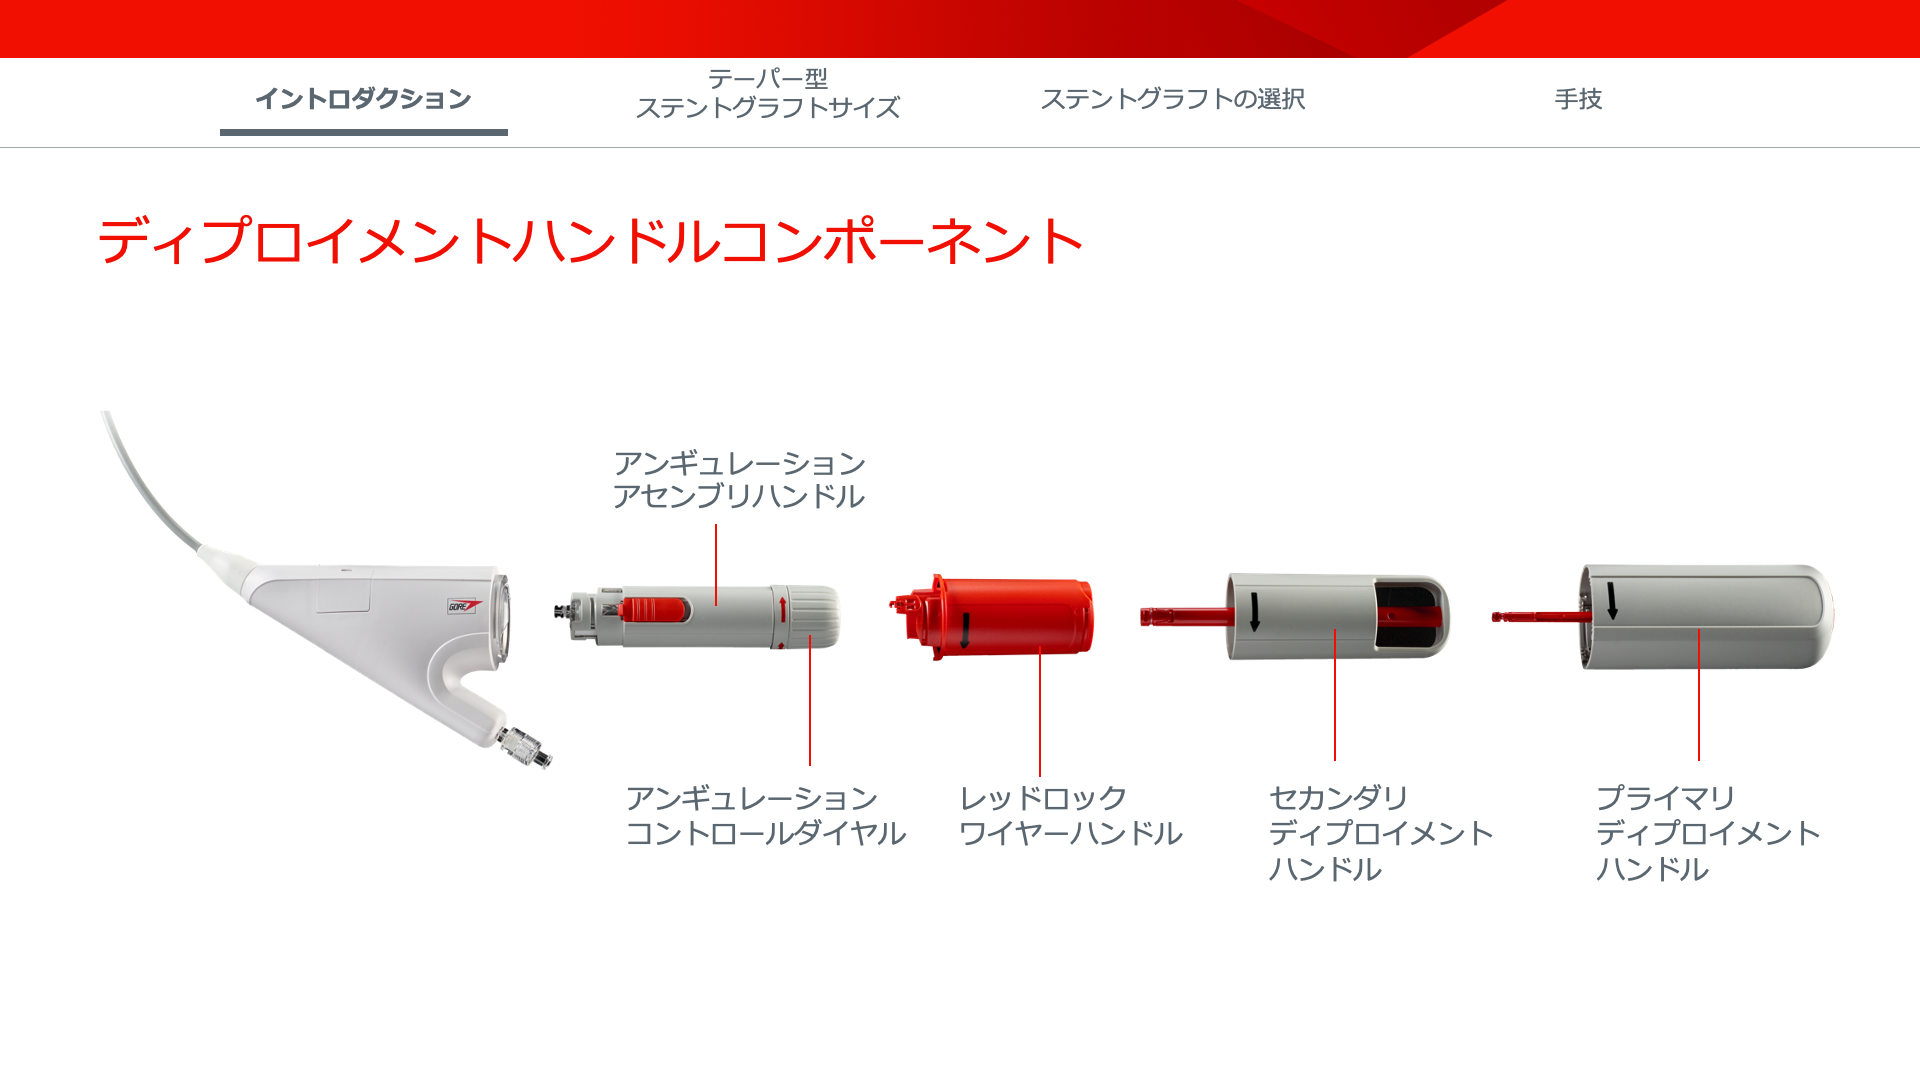 イントロダクション
テーパー型
ステントグラフトサイズ
ステントグラフトの選択
手技
ディプロイメントハンドルコンポーネント
アンギュレーション
アセンブリハンドル
GORE
アンギュレーション
コントロールダイヤル
レッドロック
ワイヤーハンドル
セカンダリ
ディプロイメント
ハンドル
プライマリ
ディプロイメント
ハンドル